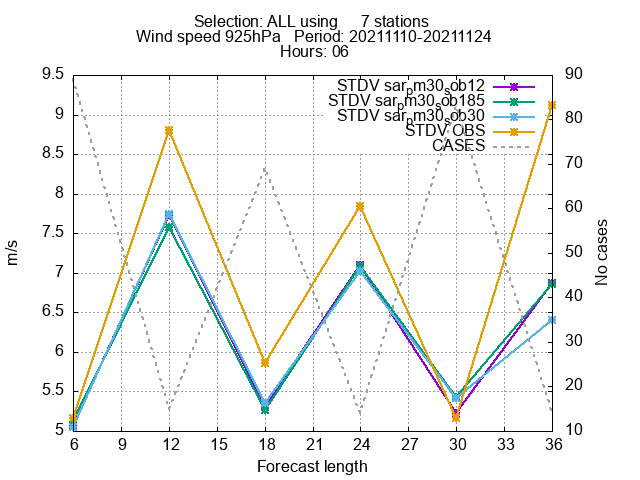 Selection: ALL using 7 stations
Wind speed 925hPa Period: 20211110-20211124
Hours: 06
STDV sarpm30sob12
STDV sarpm30sob185
STDV sarpm30sob30
STDV OBS
CASES
9.5
9
8.5
8
7.5
7
6.5
6
5.5
5
m/s
90
80
70
60
50
40
30
20
10
No cases
6 9 12 15 18 21 24 27 30 33 36
Forecast length